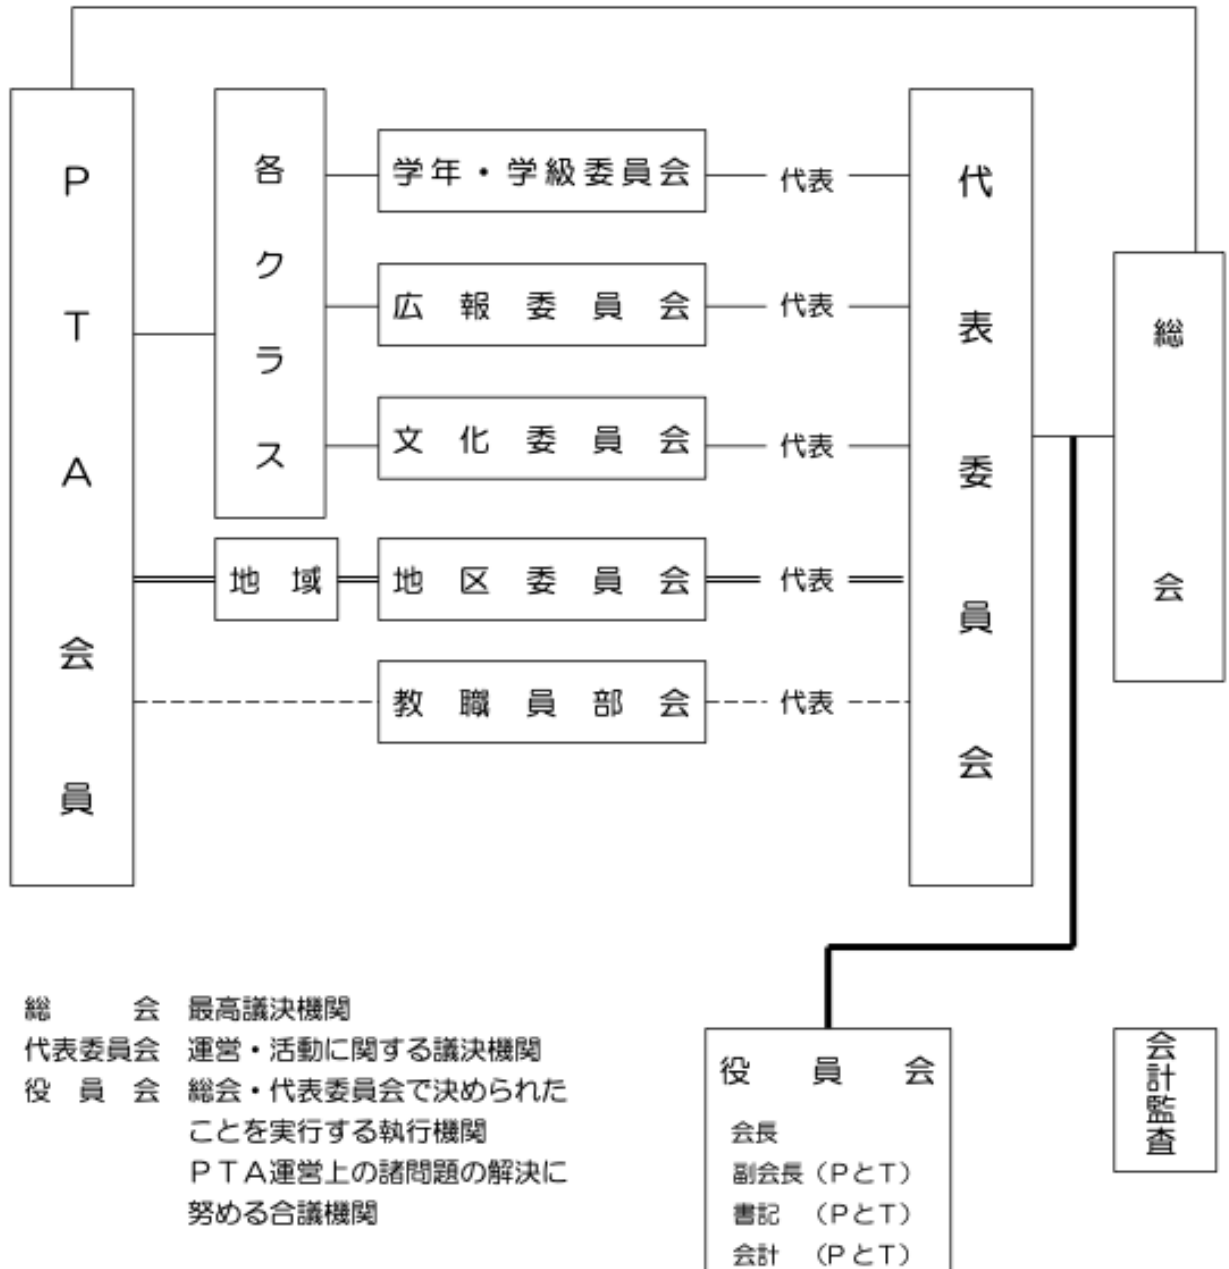 PTA会員
各クラス
学年・学級委員会
代表
広報委員会
代表
文化委員会
代表
地域
地区委員会
代表
教職員部会
代表
代表委員会
総会
総会 最高議決機関
代表委員会 運営・活動に関する議決機関
役員会 総会・代表委員会で決められた
ことを実行する執行機関
PTA運営上の諸問題の解決に
努める合議機関
役員会
会長
副会長(PとT)
書記 (PとT)
会計 (PとT)
会計監査